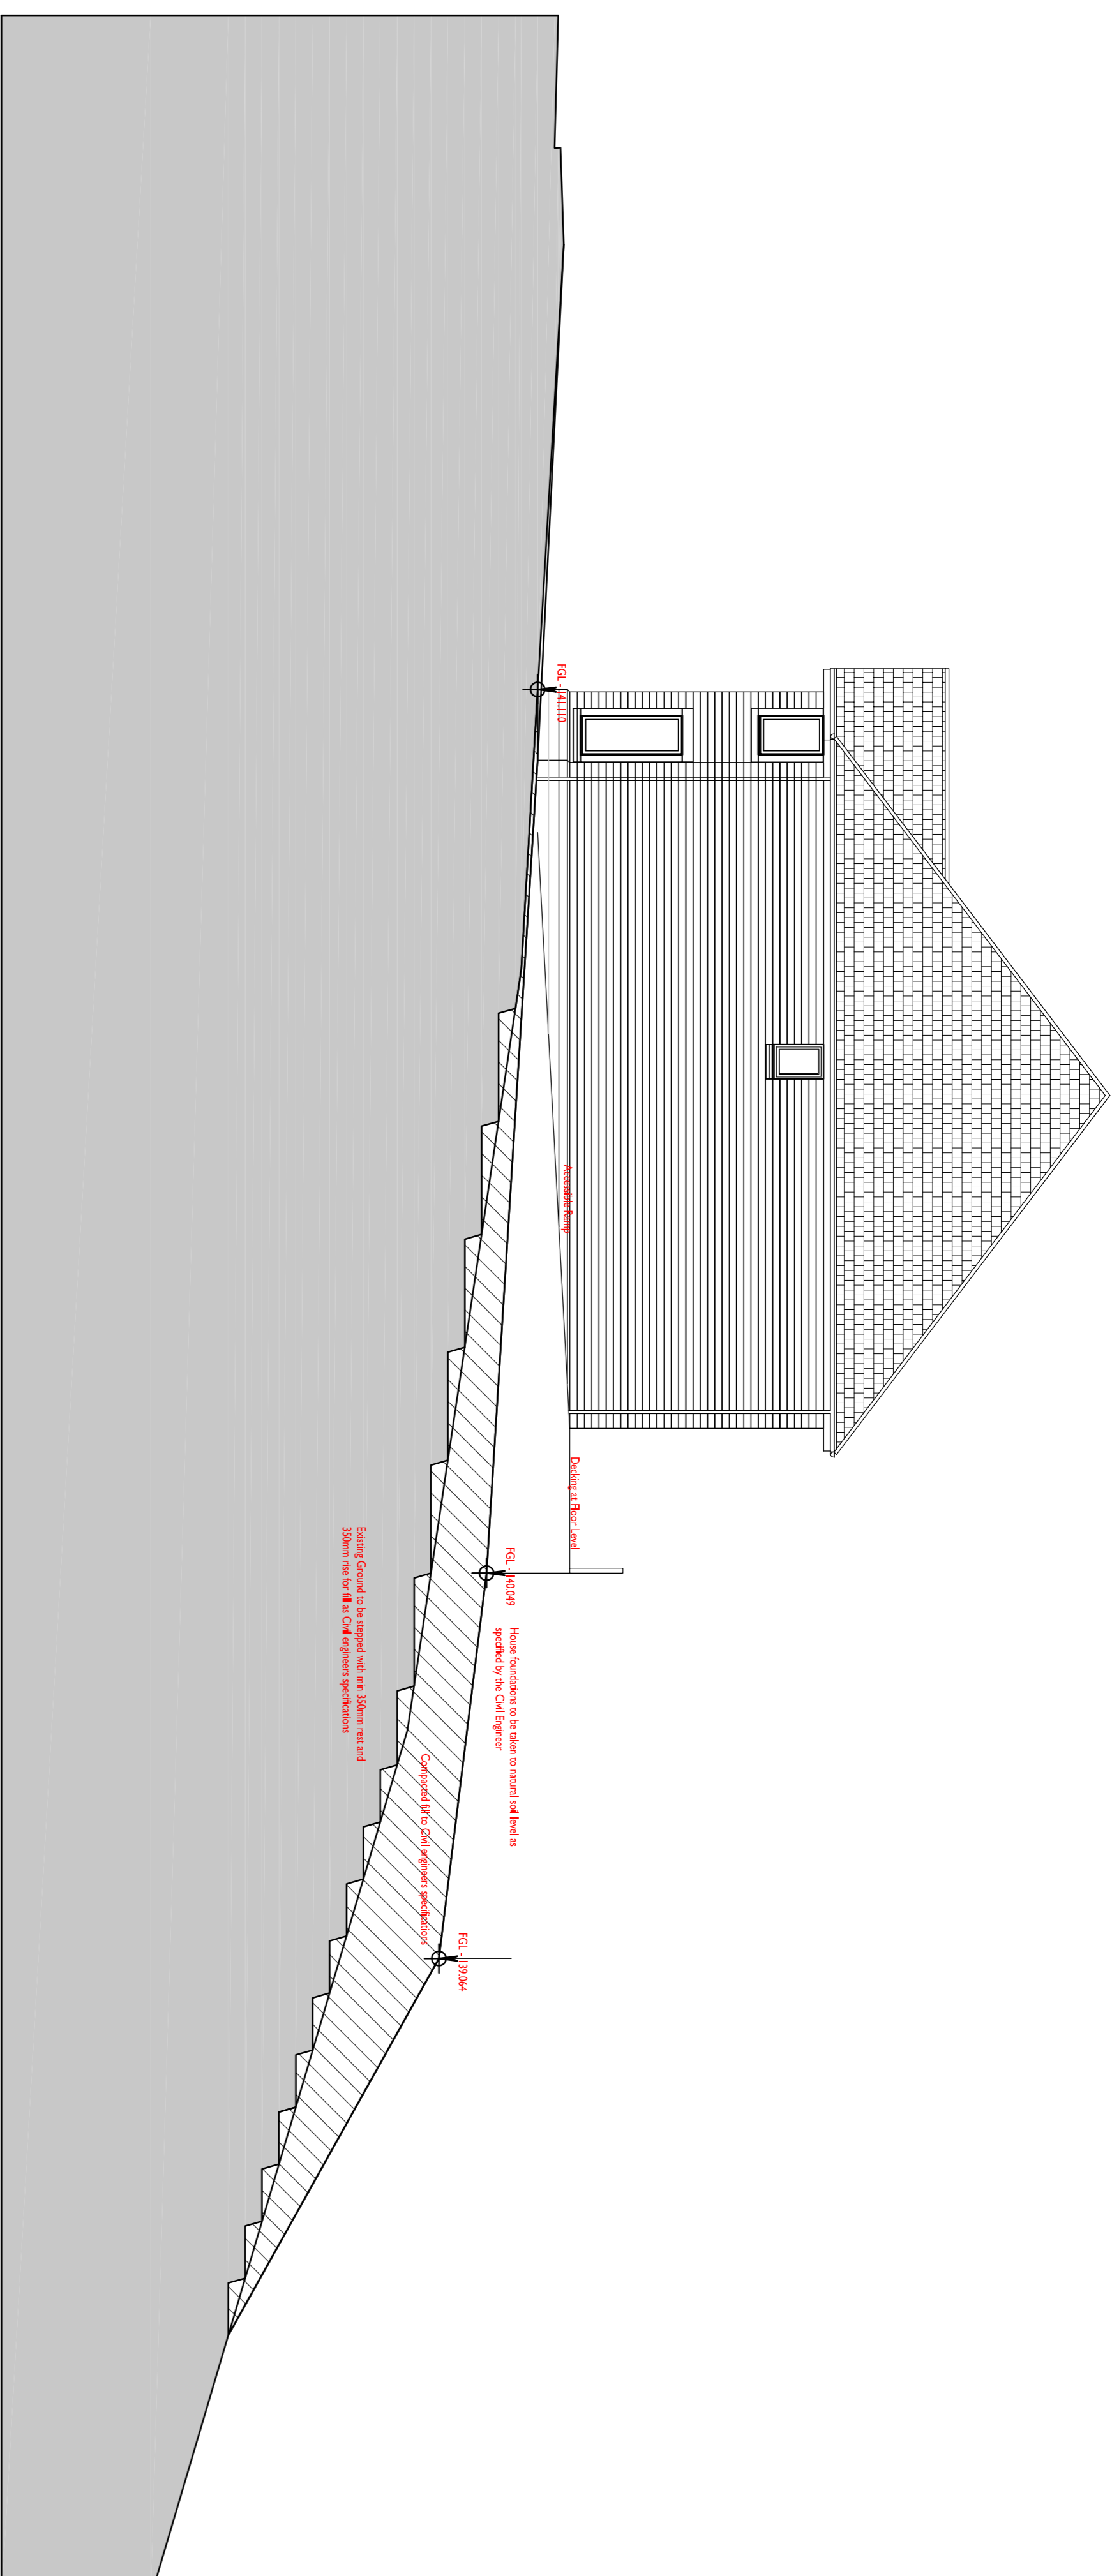 FGL - 141.110
Accessible Ramp
Decking at Floor Level
FGL - 140.049
House foundations to be taken to natural soil level as
specified by the Civil Engineer
FGL - 139.064
Compacted fill to Civil engineers specifications
Existing Ground to be stepped with min 350mm rest and
350mm rise for fill as Civil engineers specifications